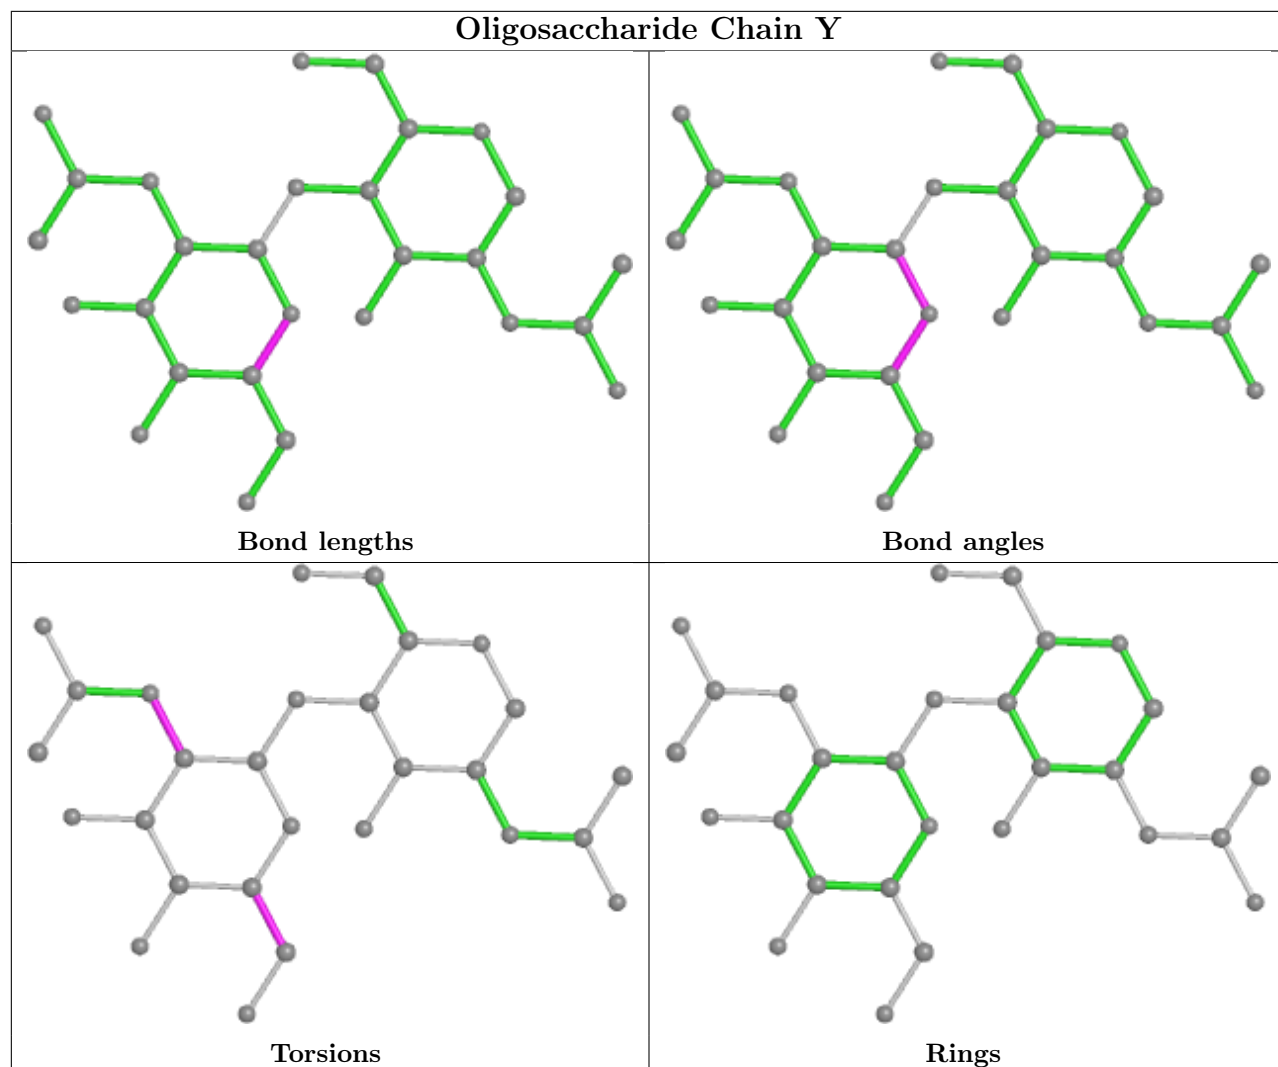 Oligosaccharide Chain Y
Bond lengths
Bond angles
Torsions
Rings